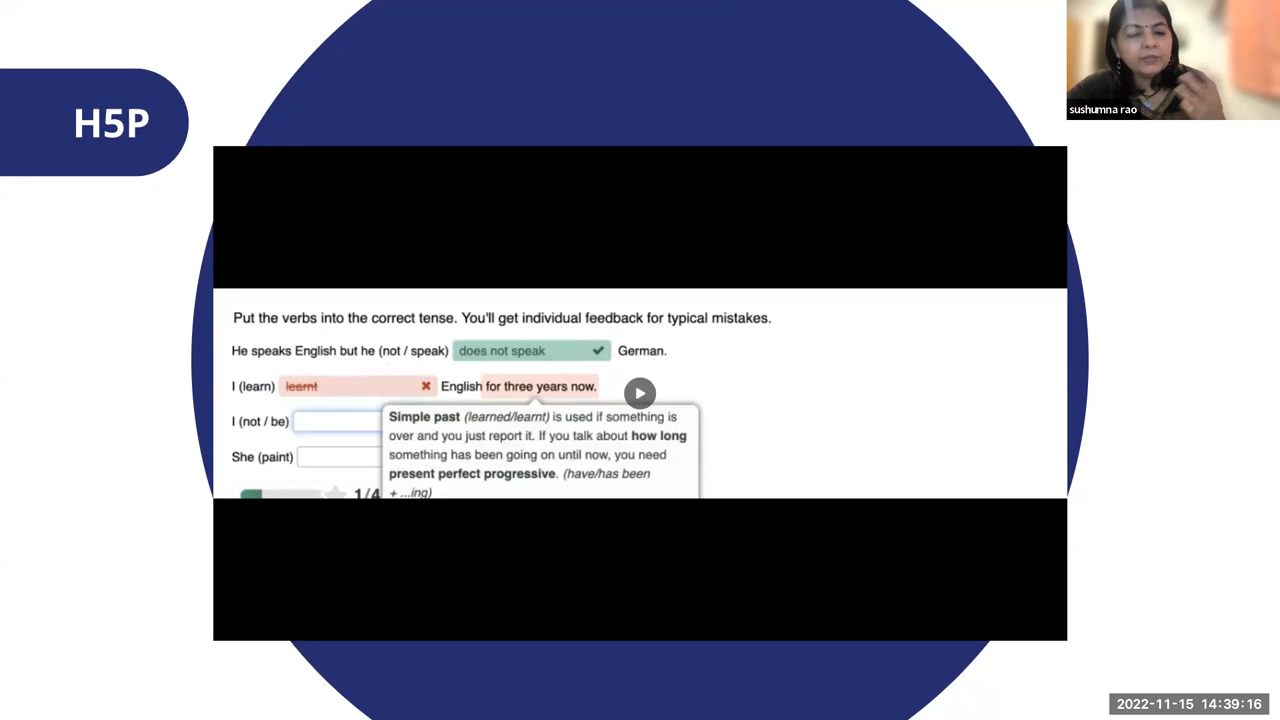 H5P
sushumna rao
Put the verbs into the correct tense. You'll get individual feedback for typical mistakes.
He speaks English but he (not / speak) does not speak German.
I (learn) learnt English for three years now.
I (not / be)
She (paint)
1/4
Simple past (learned/learnt) is used if something is
over and you just report it. If you talk about how long
something has been going on until now, you need
present perfect progressive. (have/has been
+ ...ing)
2022-11-15 14:39:16